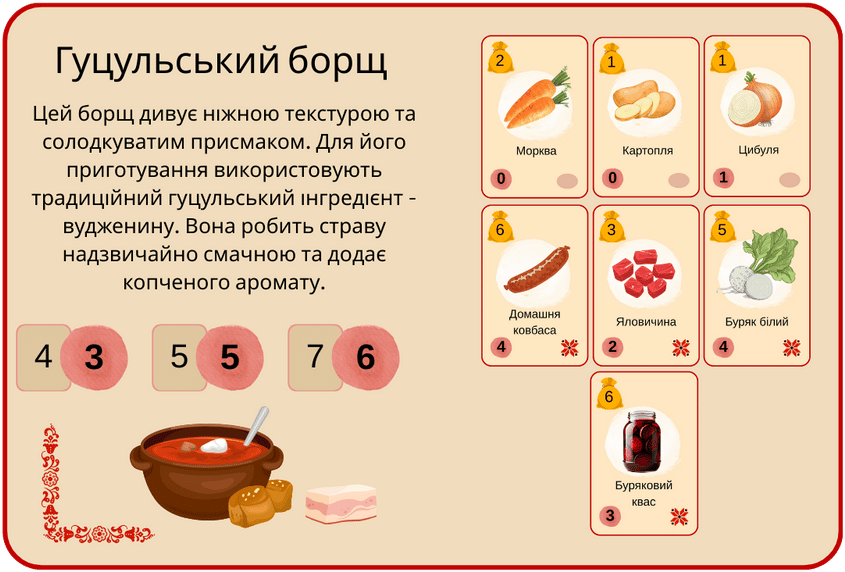 Гуцульський борщ
Цей борщ дивує ніжною текстурою та
солодкуватим присмаком. Для його
приготування використовують
традиційний гуцульський інгредієнт -
вудженину. Вона робить страву
надзвичайно смачною та додає
копченого аромату.
4 3 5 5 7 6
2 1 1
Морква Картопля Цибуля
0 0 1
6 3 5
Домашня
ковбаса Яловичина Буряк білий
4 2 4
6
Буряковий
квас
3